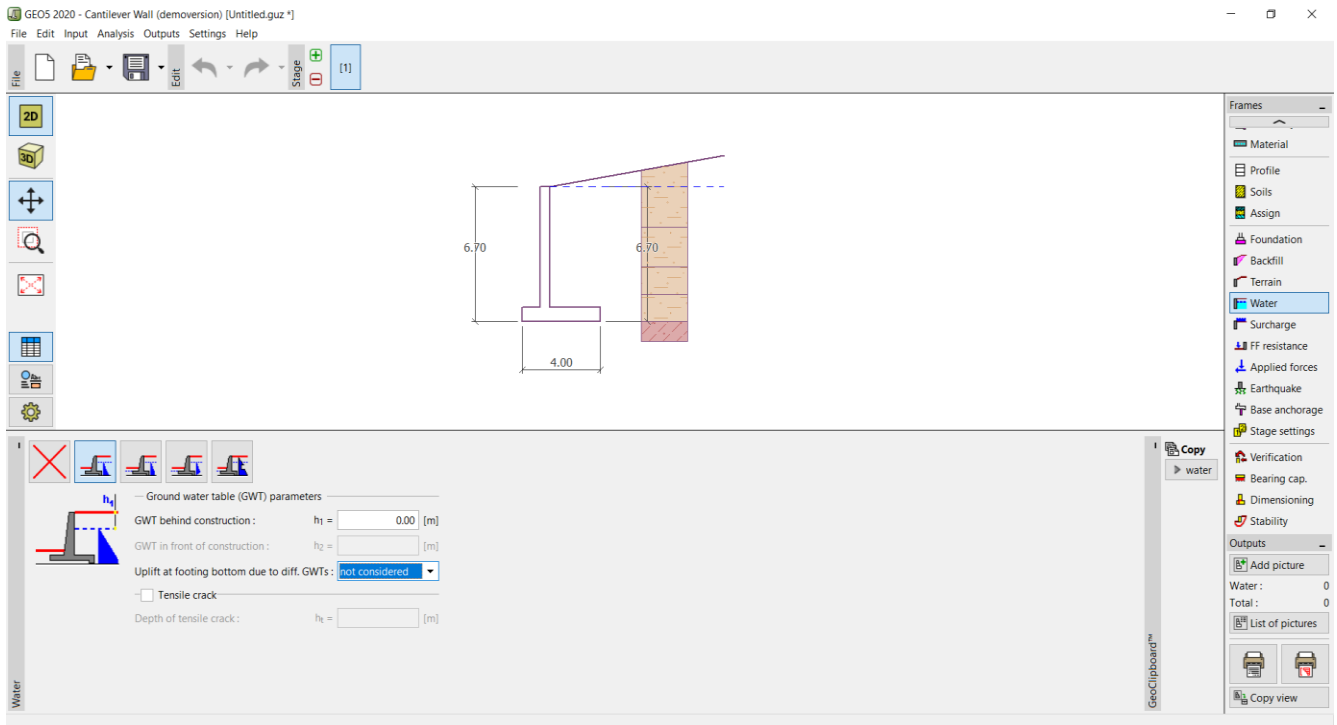 GEO5 2020 - Cantilever Wall (demoversion) [Untitled.guz *]
File Edit Input Analysis Outputs Settings Help
File
Edit
Stage
[1]
2D
3D
6.70
6.70
4.00
Frames
Material
Profile
Soils
Assign
Foundation
Backfill
Terrain
Water
Surcharge
FF resistance
Applied forces
Earthquake
Base anchorage
Stage settings
Verification
Bearing cap.
Dimensioning
Stability
Outputs
Add picture
Water : 0
Total : 0
List of pictures
Copy view
Water
h1
Ground water table (GWT) parameters
GWT behind construction : h1 = 0.00 [m]
GWT in front of construction : h2 = [m]
Uplift at footing bottom due to diff. GWTs : not considered
Tensile crack
Depth of tensile crack : ht = [m]
GeoClipboard™
Copy
water